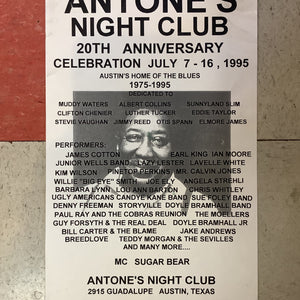 ANTONE'S
NIGHT CLUB
20TH ANNIVERSARY
CELEBRATION JULY 7 - 16, 1995
AUSTIN'S HOME OF THE BLUES
1975-1995
DEDICATED TO
MUDDY WATERS ALBERT COLLINS SUNNYLAND SLIM
CLIFTON CHENIER LUTHER TUCKER EDDIE TAYLOR
STEVIE VAUGHAN JIMMY REED OTIS SPANN ELMORE JAMES
PERFORMERS:
JAMES COTTON EARL KING IAN MOORE
JUNIOR WELLS BAND LAZY LESTER LAVELLE WHITE
KIM WILSON PINETOP PERKINS MR. CALVIN JONES
WILLIE "BIG EYE" SMITH JOE ELY ANGELA STREHLI
BARBARA LYNN LOU ANN BARTON CHRIS WHITLEY
UGLY AMERICANS CANDYE KANE BAND SUE FOLEY BAND
DENNY FREEMAN STORYVILLE DOYLE BRAMHALL BAND
PAUL RAY AND THE COBRAS REUNION THE MOELLERS
GUY FORSYTH & THE REAL DEAL DOYLE BRAMHALL JR
BILL CARTER & THE BLAME JAKE ANDREWS
BREEDLOVE TEDDY MORGAN & THE SEVILLES
AND MANY MORE....
MC SUGAR BEAR
ANTONE'S NIGHT CLUB
2915 GUADALUPE AUSTIN, TEXAS